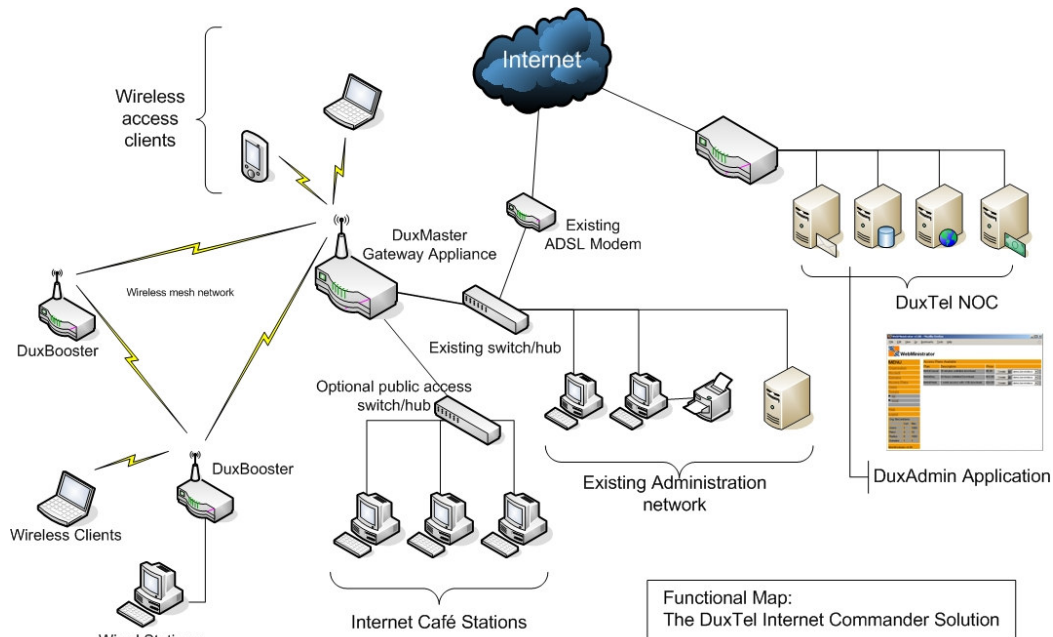 Internet
Wireless
access
clients
Existing
ADSL Modem
DuxMaster
Gateway Appliance
Wireless mesh network
DuxTel NOC
DuxBooster
Existing switch/hub
WebMinistrator
MENU
Optional public access
switch/hub
DuxBooster
Existing Administration
network
DuxAdmin Application
Wireless Clients
Internet Café Stations
Functional Map:
The DuxTel Internet Commander Solution